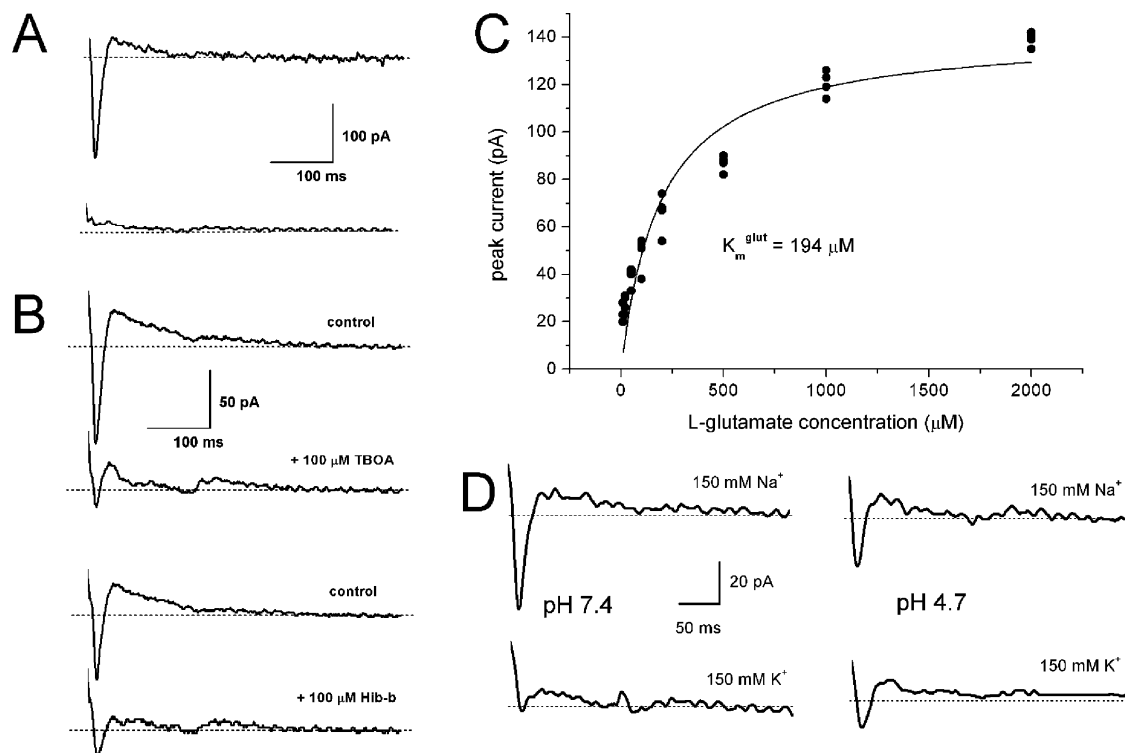 A
100 pA
100 ms
B
control
50 pA
100 ms
+ 100 μM TBOA
control
+ 100 μM Hib-b
C
140
120
100
80
60
40
20
0
peak current (pA)
K_m^glut = 194 μM
0 500 1000 1500 2000
L-glutamate concentration (μM)
D
150 mM Na⁺
150 mM Na⁺
20 pA
50 ms
pH 7.4
pH 4.7
150 mM K⁺
150 mM K⁺